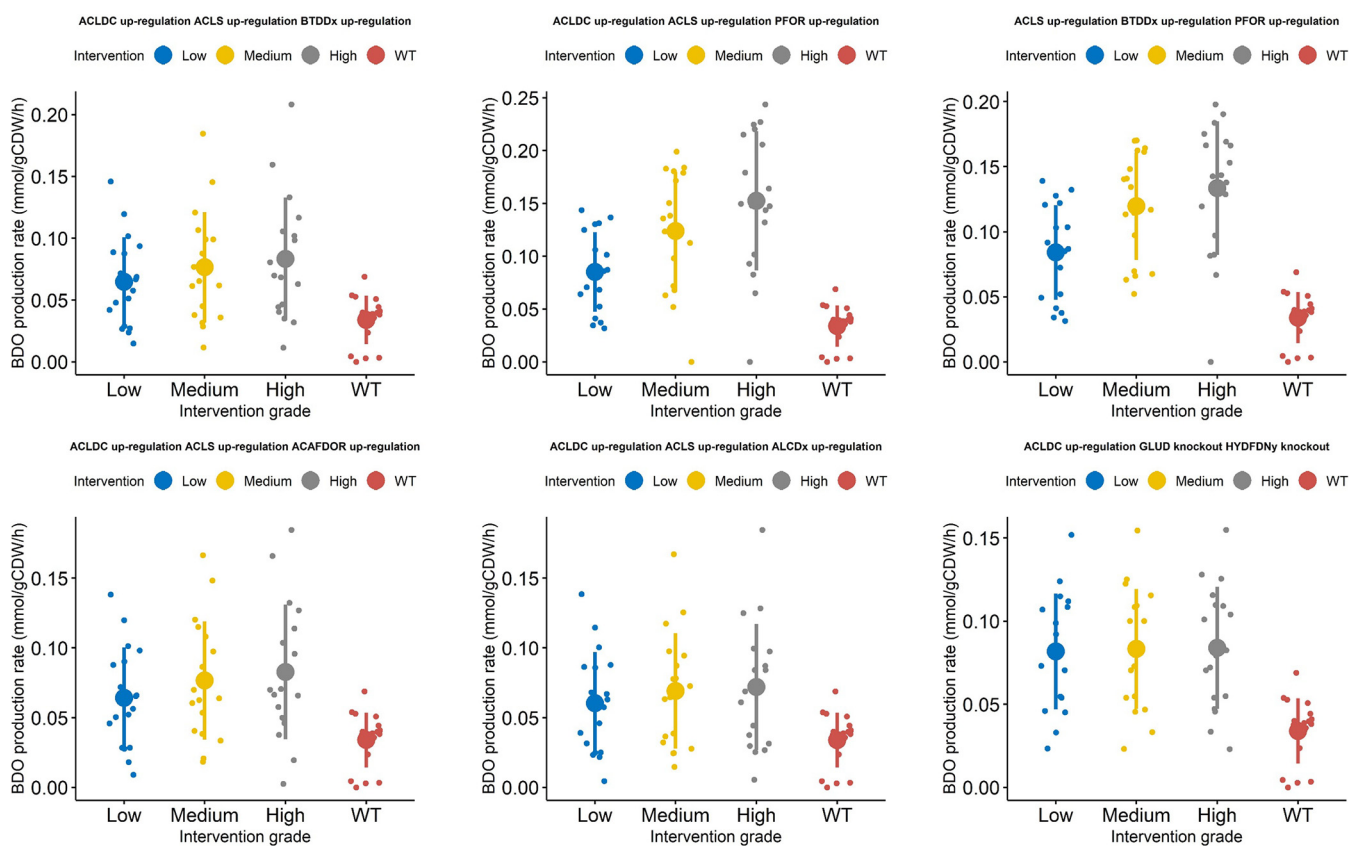 ACLDC up-regulation ACLS up-regulation BTDDx up-regulation
Intervention Low Medium High WT
BDO production rate (mmol/gCDW/h)
0.20
0.15
0.10
0.05
0.00
Low Medium High WT
Intervention grade
ACLDC up-regulation ACLS up-regulation PFOR up-regulation
Intervention Low Medium High WT
BDO production rate (mmol/gCDW/h)
0.25
0.20
0.15
0.10
0.05
0.00
Low Medium High WT
Intervention grade
ACLS up-regulation BTDDx up-regulation PFOR up-regulation
Intervention Low Medium High WT
BDO production rate (mmol/gCDW/h)
0.20
0.15
0.10
0.05
0.00
Low Medium High WT
Intervention grade
ACLDC up-regulation ACLS up-regulation ACAFDOR up-regulation
Intervention Low Medium High WT
BDO production rate (mmol/gCDW/h)
0.15
0.10
0.05
0.00
Low Medium High WT
Intervention grade
ACLDC up-regulation ACLS up-regulation ALCDx up-regulation
Intervention Low Medium High WT
BDO production rate (mmol/gCDW/h)
0.15
0.10
0.05
0.00
Low Medium High WT
Intervention grade
ACLDC up-regulation GLUD knockout HYDFDNy knockout
Intervention Low Medium High WT
BDO production rate (mmol/gCDW/h)
0.15
0.10
0.05
0.00
Low Medium High WT
Intervention grade